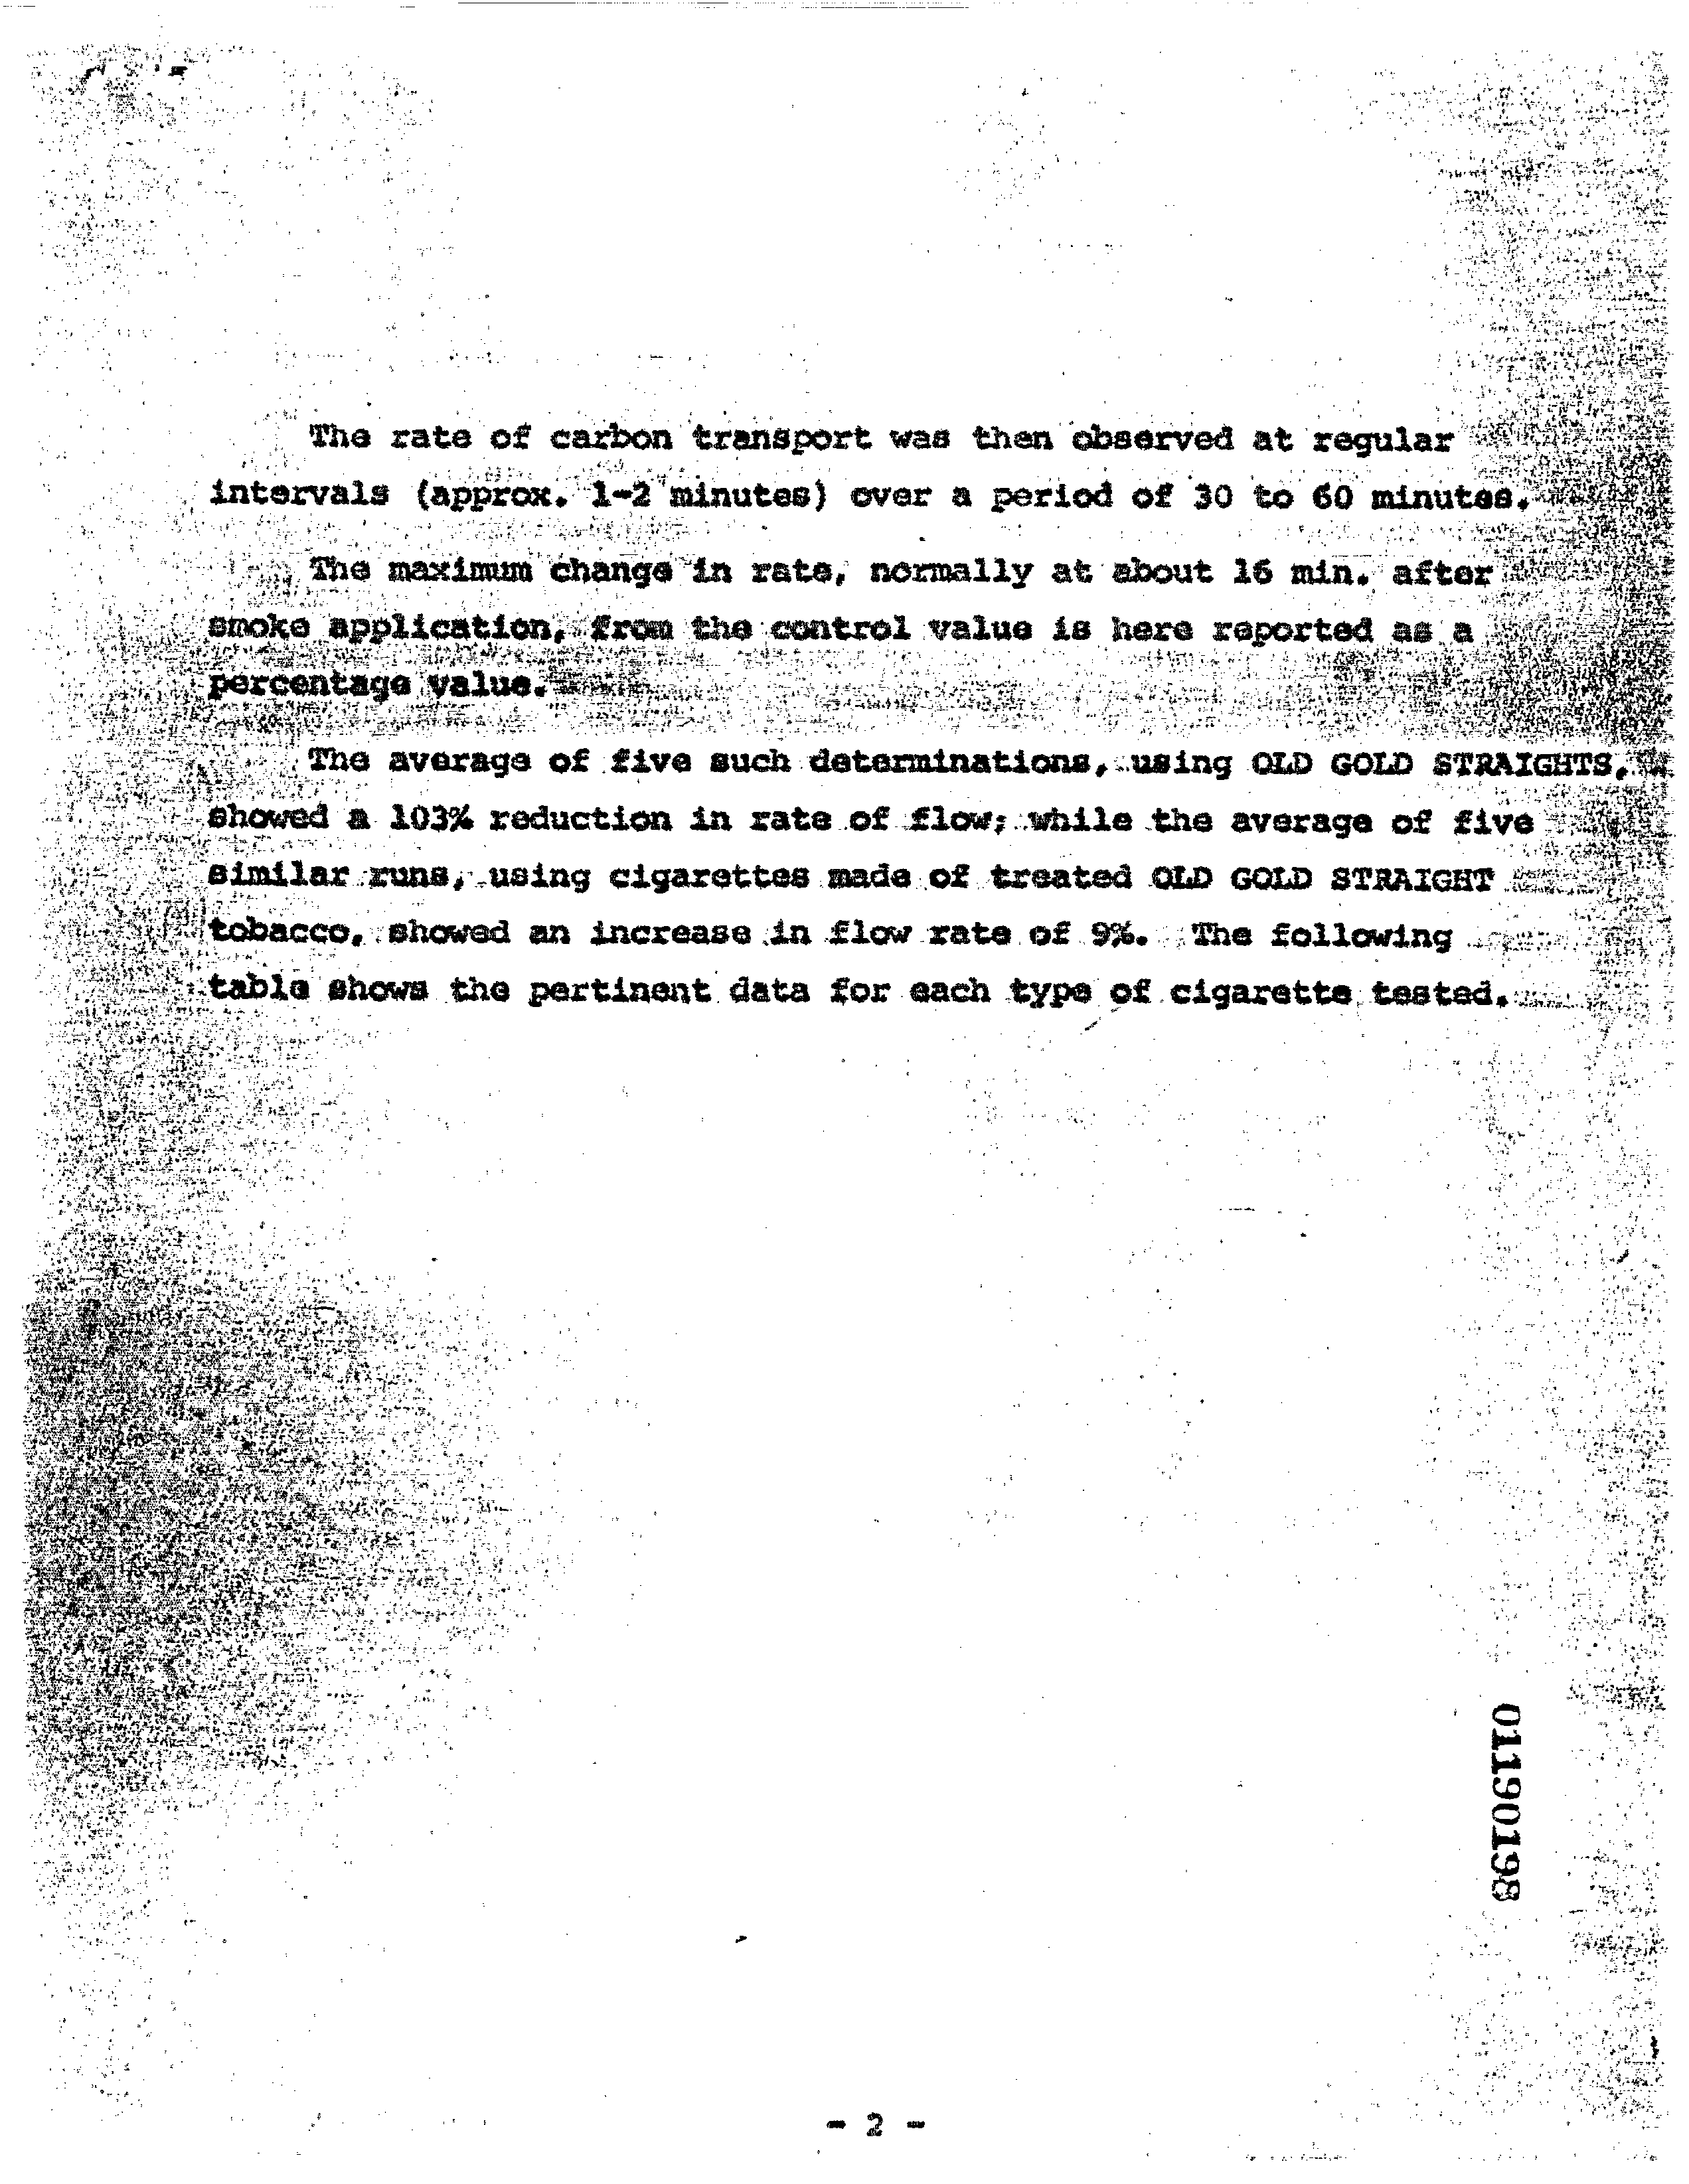 The rate of carbon transport was then observed at regular
intervals (approx. 1-2 minutes) over a period of 30 to 60 minutes.
The maximum change in rate, normally at about 16 min. after
smoke application, from the control value is here reported as a
percentage value.
The average of five such determinations, using OLD GOLD STRAIGHTS,
showed a 103% reduction in rate of flow; while the average of five
similar runs, using cigarettes made of treated OLD GOLD STRAIGHT
tobacco, showed an increase in flow rate of 9%. The following
table shows the pertinent data for each type of cigarette tested.
01190198
- 2 -